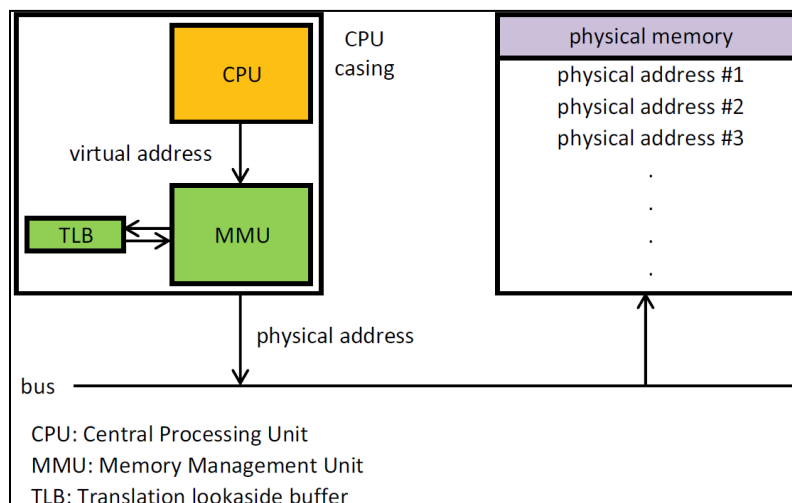 CPU
CPU
casing
virtual address
TLB
MMU
physical address
bus
physical memory
physical address #1
physical address #2
physical address #3
.
.
.
.
CPU: Central Processing Unit
MMU: Memory Management Unit
TLB: Translation lookaside buffer